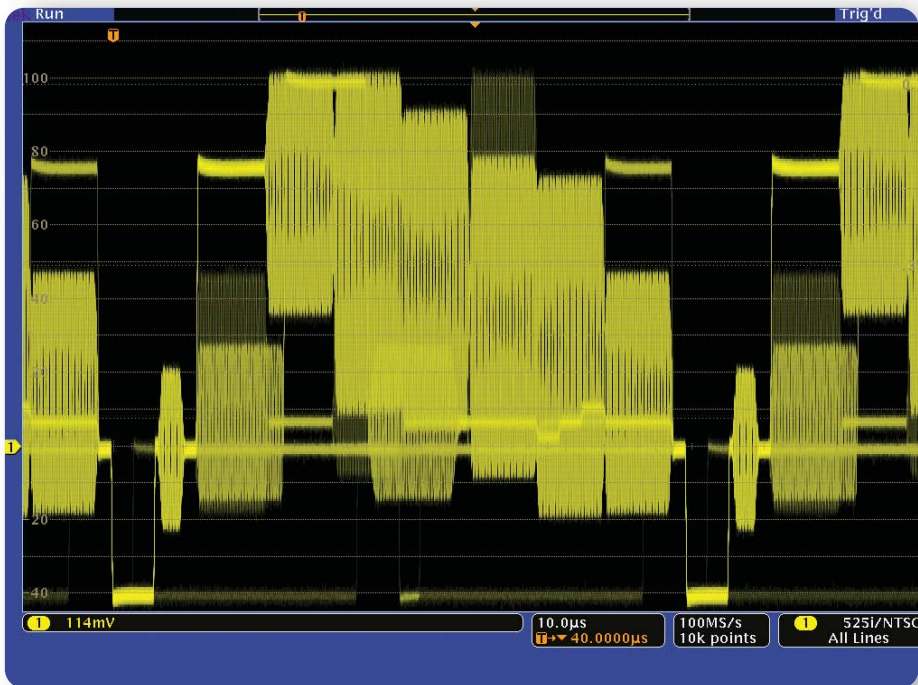 Run Trig'd
T
T
100
80
60
40
1
20
40
1 114mV
10.0µs
T→▼ 40.0000µs
100MS/s
10k points
1 525i/NTSC
All Lines